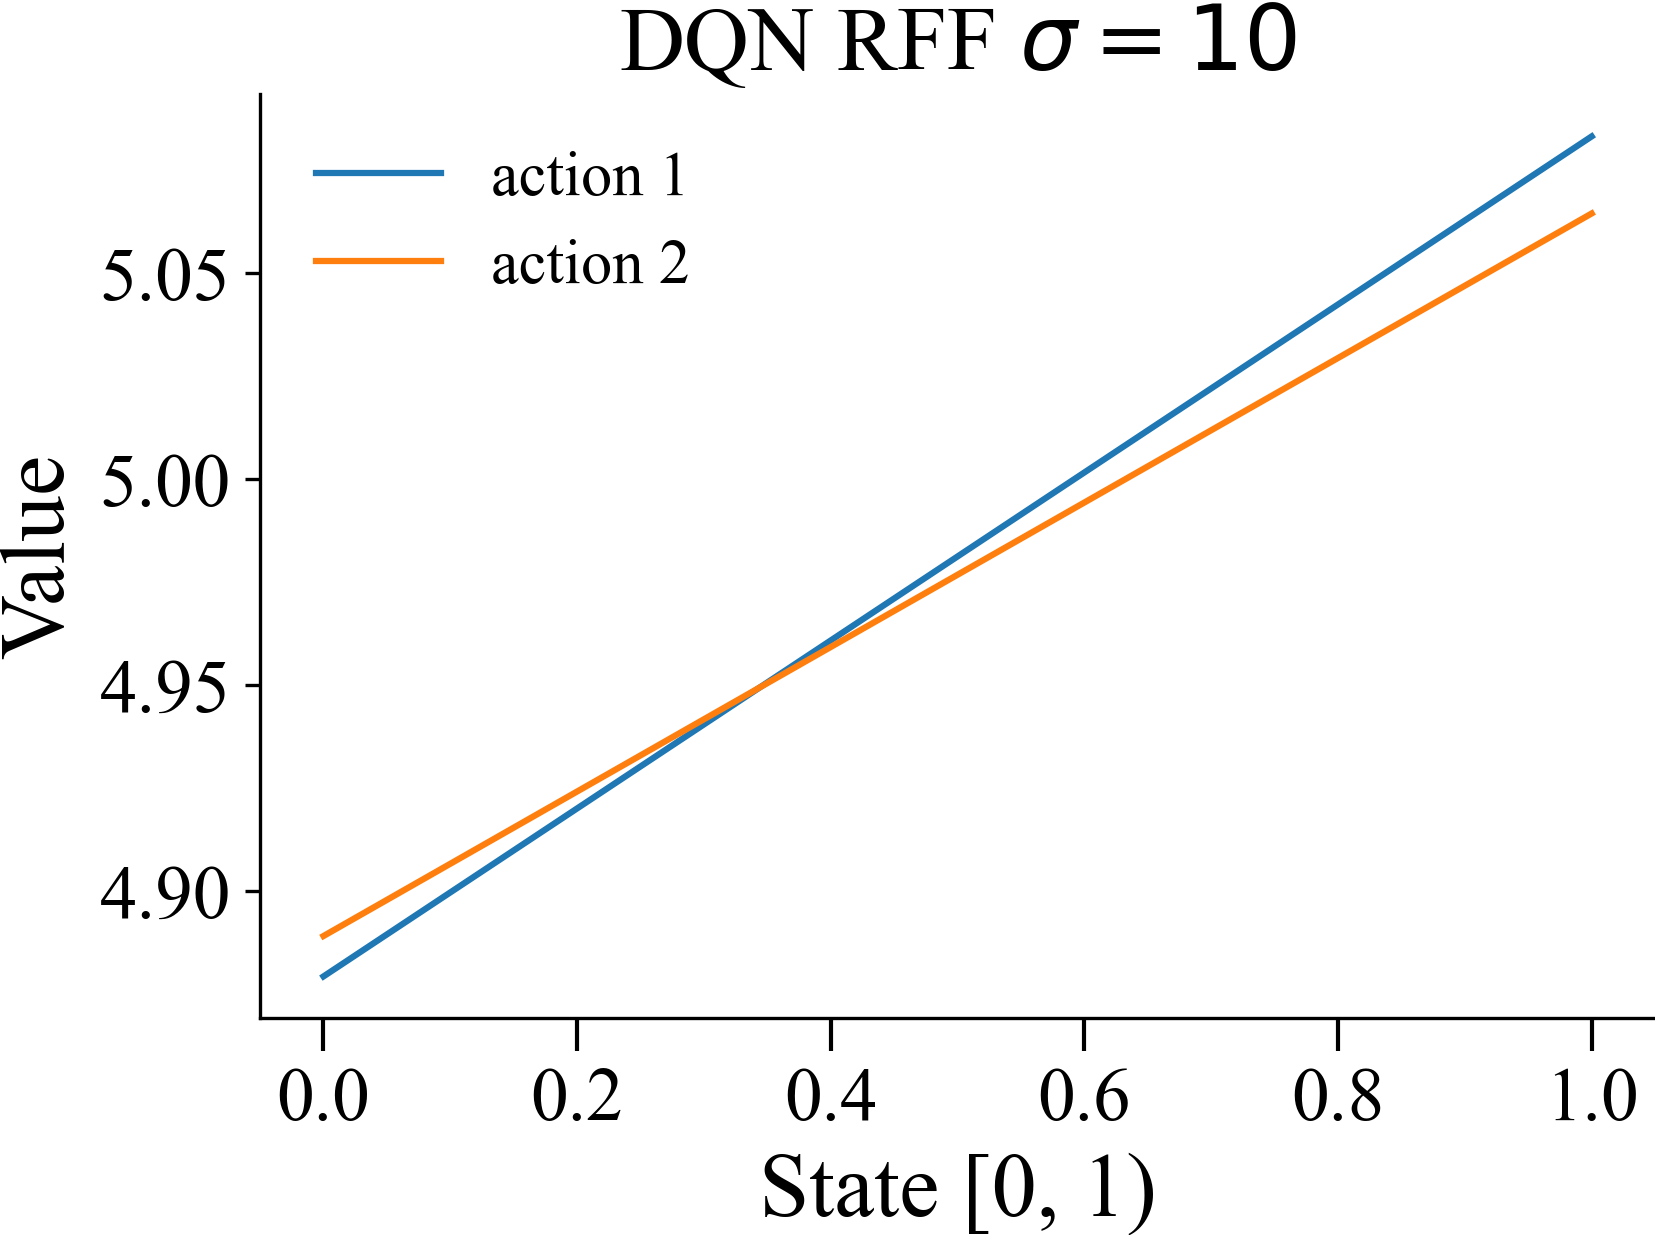 DQN RFF σ = 10
action 1
action 2
Value
5.05
5.00
4.95
4.90
0.0 0.2 0.4 0.6 0.8 1.0
State [0, 1)